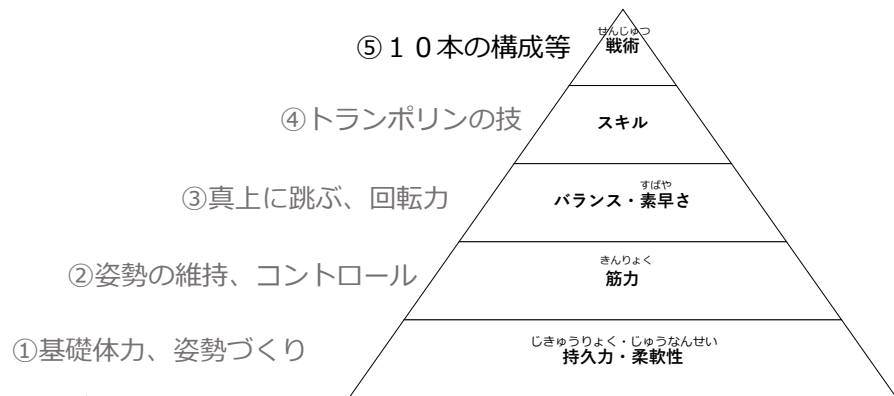 ⑤１０本の構成等
せんじゅつ
戦術
④トランポリンの技
スキル
③真上に跳ぶ、回転力
すばや
バランス・素早さ
②姿勢の維持、コントロール
きんりょく
筋力
①基礎体力、姿勢づくり
じきゅうりょく・じゅうなんせい
持久力・柔軟性